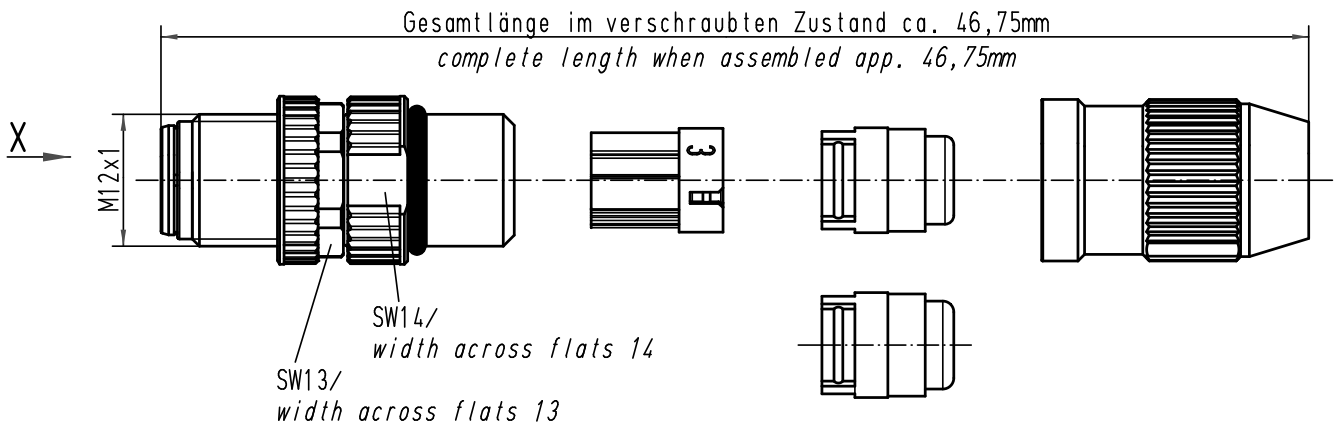 Gesamtlänge im verschraubten Zustand ca. 46,75mm
complete length when assembled app. 46,75mm
X
M12x1
3
SW14/
width across flats 14
SW13/
width across flats 13